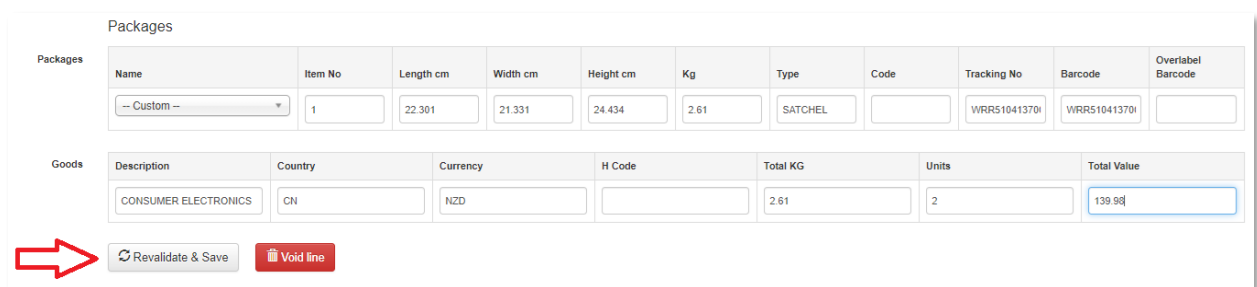 Packages
Packages
Name Item No Length cm Width cm Height cm Kg Type Code Tracking No Barcode Overlabel Barcode
-- Custom -- 1 22.301 21.331 24.434 2.61 SATCHEL WRR51041370 WRR51041370
Goods
Description Country Currency H Code Total KG Units Total Value
CONSUMER ELECTRONICS CN NZD 2.61 2 139.98
Revalidate & Save Void line